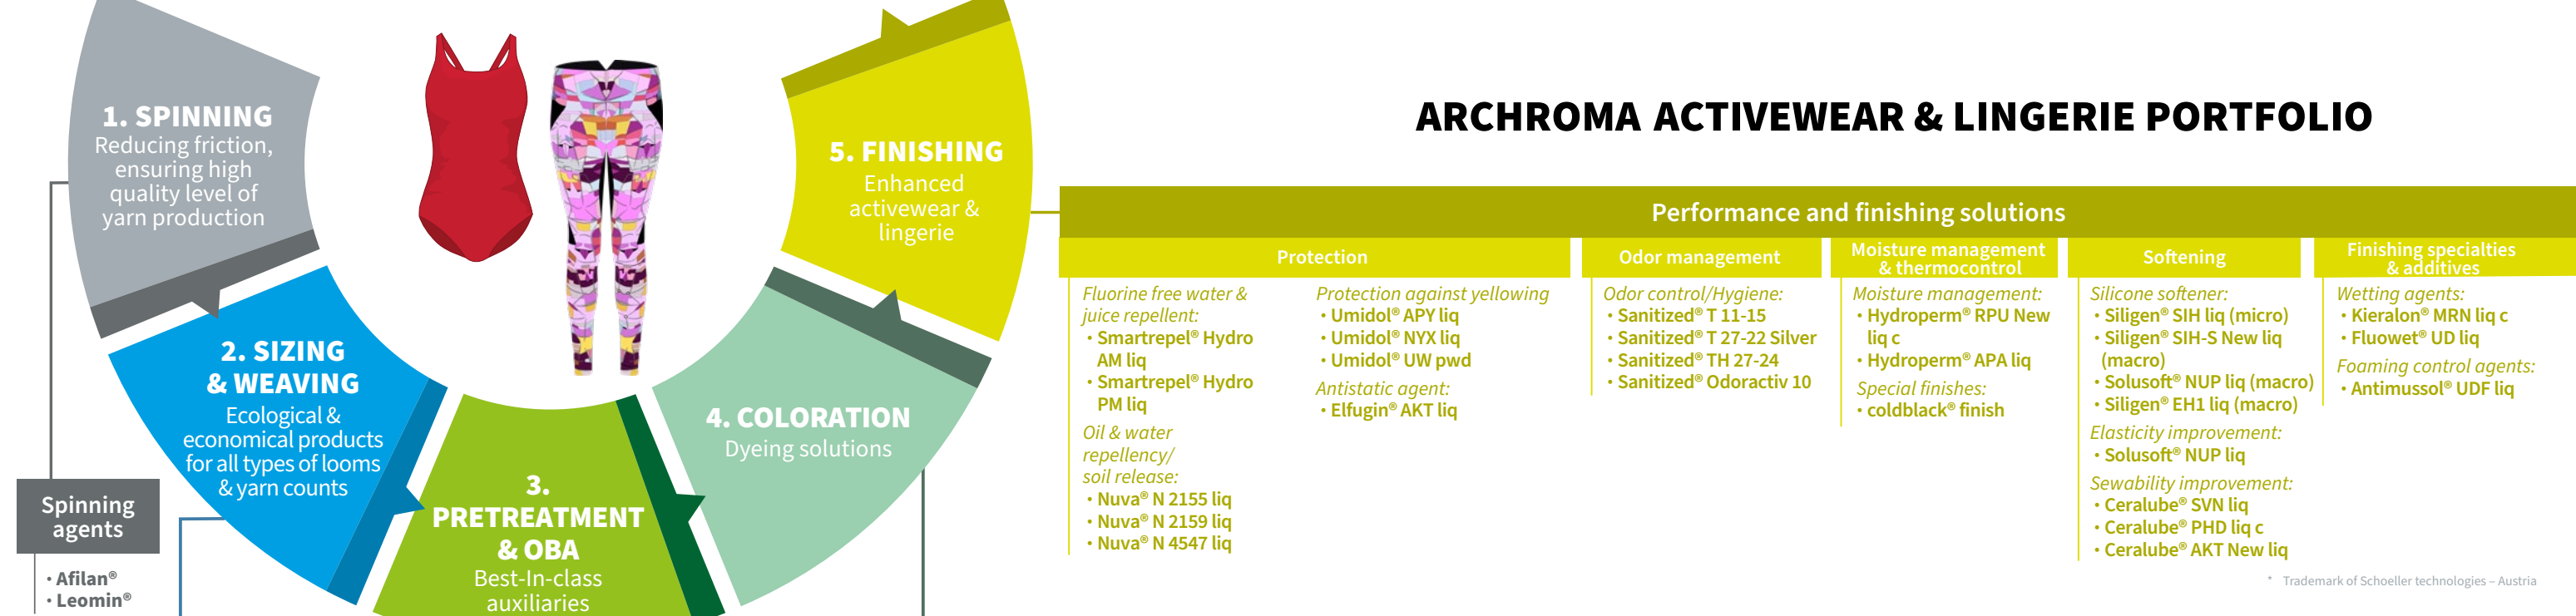 1. SPINNING
Reducing friction,
ensuring high
quality level of
yarn production
2. SIZING
& WEAVING
Ecological &
economical products
for all types of looms
& yarn counts
3.
PRETREATMENT
& OBA
Best-In-class
auxiliaries
4. COLORATION
Dyeing solutions
5. FINISHING
Enhanced
activewear &
lingerie
Spinning
agents
• Afilan®
• Leomin®
ARCHROMA ACTIVEWEAR & LINGERIE PORTFOLIO
Performance and finishing solutions
Protection
Fluorine free water &
juice repellent:
• Smartrepel® Hydro
AM liq
• Smartrepel® Hydro
PM liq
Oil & water
repellency/
soil release:
• Nuva® N 2155 liq
• Nuva® N 2159 liq
• Nuva® N 4547 liq
Protection against yellowing
• Umidol® APY liq
• Umidol® NYX liq
• Umidol® UW pwd
Antistatic agent:
• Elfugin® AKT liq
Odor management
Odor control/Hygiene:
• Sanitized® T 11-15
• Sanitized® T 27-22 Silver
• Sanitized® TH 27-24
• Sanitized® Odoractiv 10
Moisture management
& thermocontrol
Moisture management:
• Hydroperm® RPU New
liq c
• Hydroperm® APA liq
Special finishes:
• coldblack® finish
Softening
Silicone softener:
• Siligen® SIH liq (micro)
• Siligen® SIH-S New liq
(macro)
• Solusoft® NUP liq (macro)
• Siligen® EH1 liq (macro)
Elasticity improvement:
• Solusoft® NUP liq
Sewability improvement:
• Ceralube® SVN liq
• Ceralube® PHD liq c
• Ceralube® AKT New liq
Finishing specialties
& additives
Wetting agents:
• Kieralon® MRN liq c
• Fluowet® UD liq
Foaming control agents:
• Antimussol® UDF liq
* Trademark of Schoeller technologies – Austria